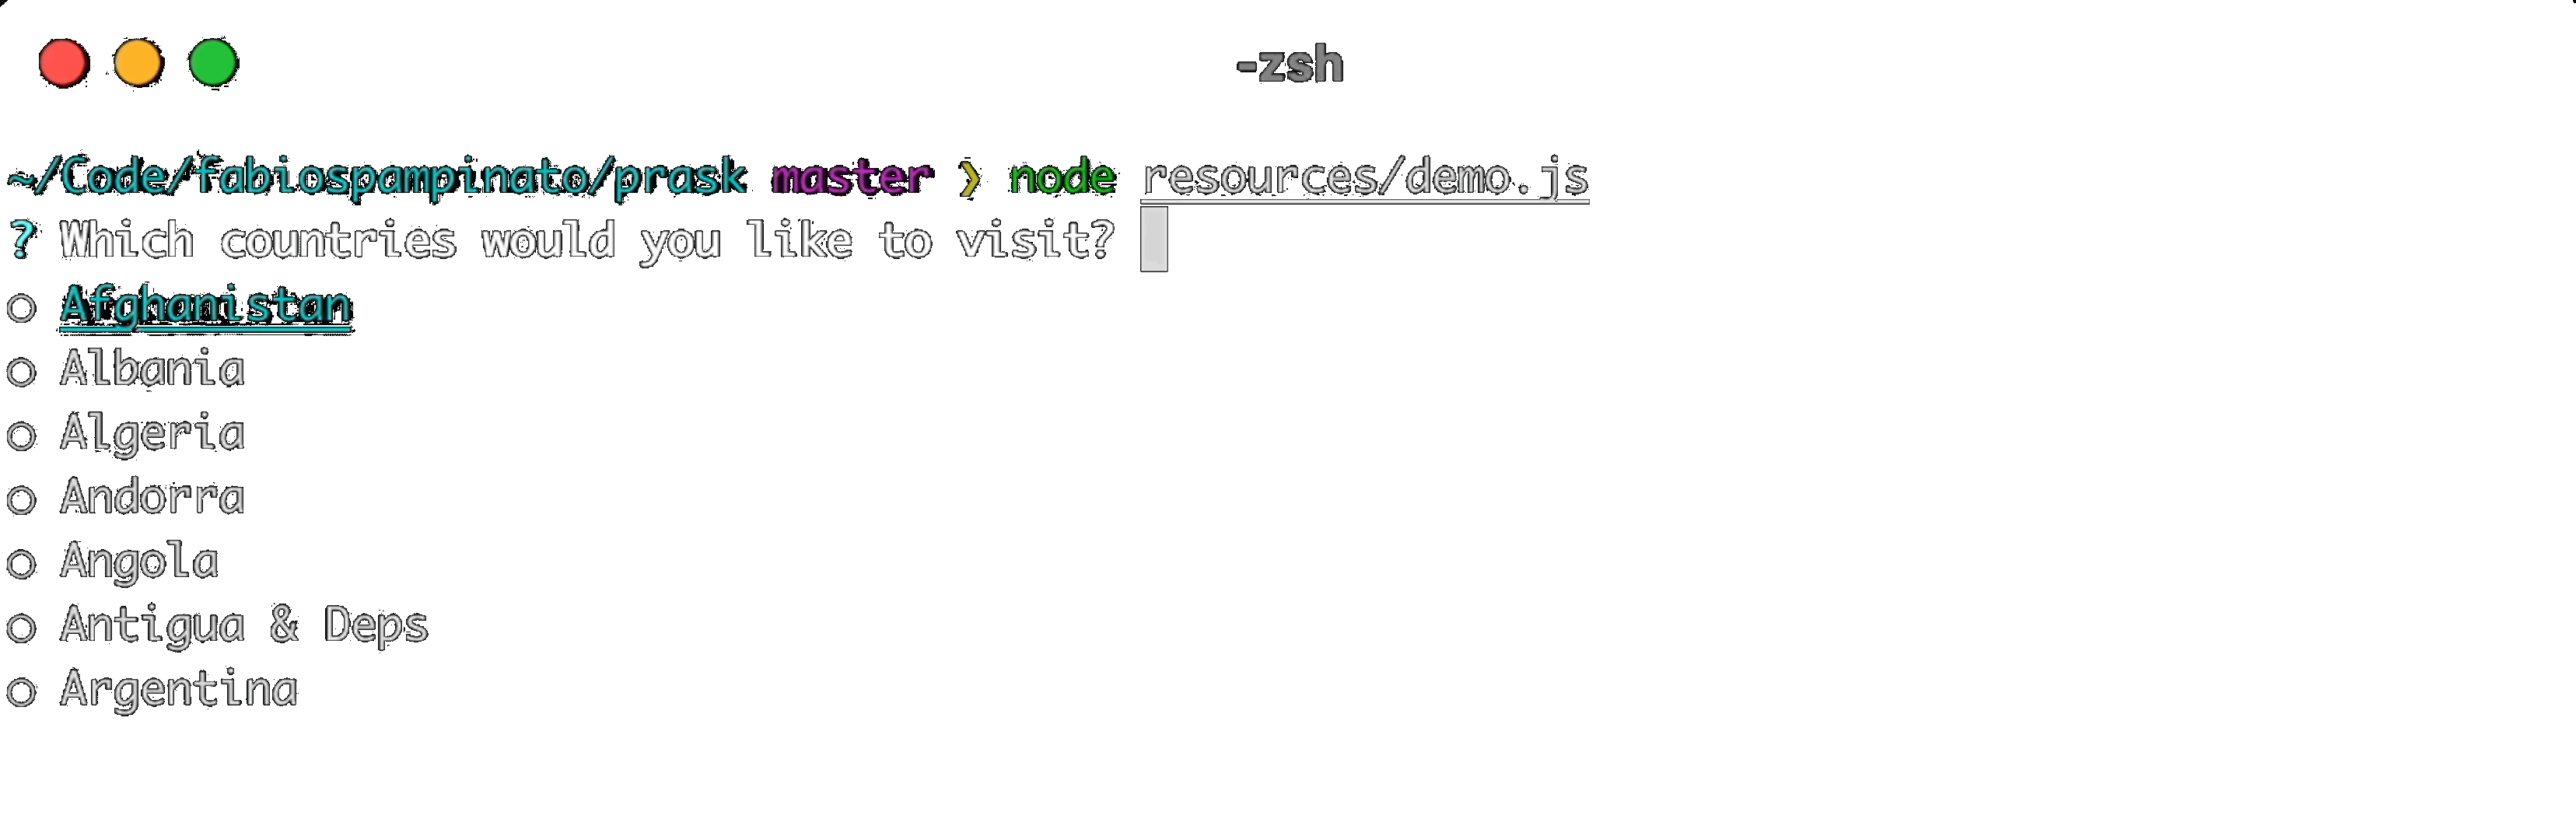 -zsh
~/Code/fabiospampinato/prask master ❯ node resources/demo.js
? Which countries would you like to visit?
○ Afghanistan
○ Albania
○ Algeria
○ Andorra
○ Angola
○ Antigua & Deps
○ Argentina